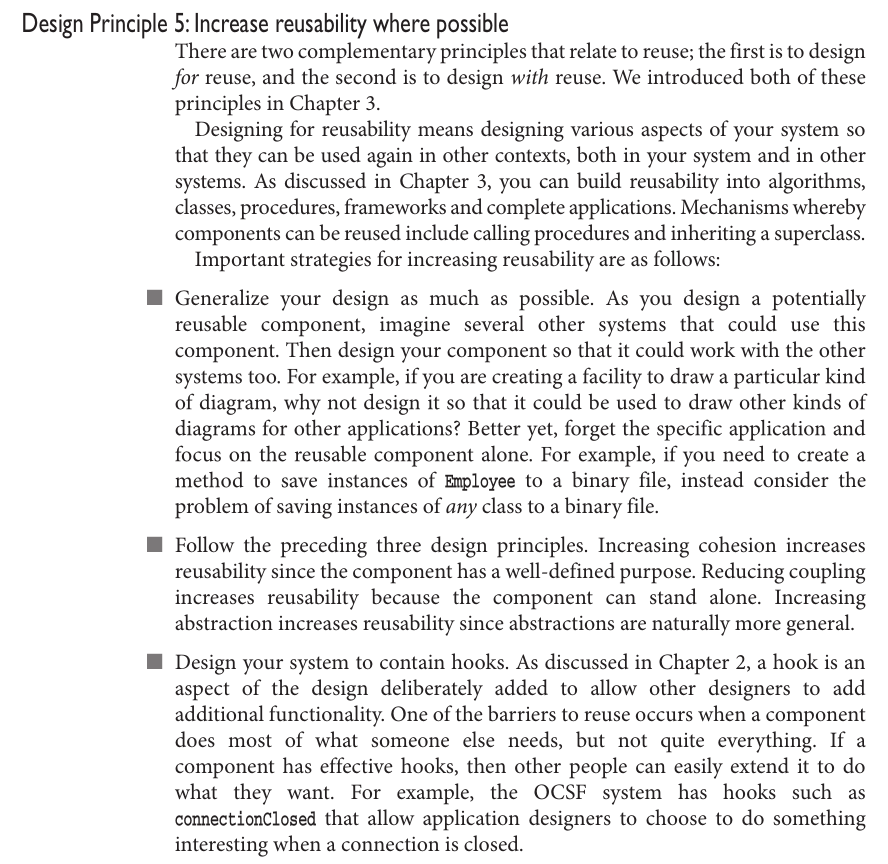 Design Principle 5: Increase reusability where possible
There are two complementary principles that relate to reuse; the first is to design
for reuse, and the second is to design with reuse. We introduced both of these
principles in Chapter 3.
Designing for reusability means designing various aspects of your system so
that they can be used again in other contexts, both in your system and in other
systems. As discussed in Chapter 3, you can build reusability into algorithms,
classes, procedures, frameworks and complete applications. Mechanisms whereby
components can be reused include calling procedures and inheriting a superclass.
Important strategies for increasing reusability are as follows:
■ Generalize your design as much as possible. As you design a potentially
reusable component, imagine several other systems that could use this
component. Then design your component so that it could work with the other
systems too. For example, if you are creating a facility to draw a particular kind
of diagram, why not design it so that it could be used to draw other kinds of
diagrams for other applications? Better yet, forget the specific application and
focus on the reusable component alone. For example, if you need to create a
method to save instances of Employee to a binary file, instead consider the
problem of saving instances of any class to a binary file.
■ Follow the preceding three design principles. Increasing cohesion increases
reusability since the component has a well-defined purpose. Reducing coupling
increases reusability because the component can stand alone. Increasing
abstraction increases reusability since abstractions are naturally more general.
■ Design your system to contain hooks. As discussed in Chapter 2, a hook is an
aspect of the design deliberately added to allow other designers to add
additional functionality. One of the barriers to reuse occurs when a component
does most of what someone else needs, but not quite everything. If a
component has effective hooks, then other people can easily extend it to do
what they want. For example, the OCSF system has hooks such as
connectionClosed that allow application designers to choose to do something
interesting when a connection is closed.